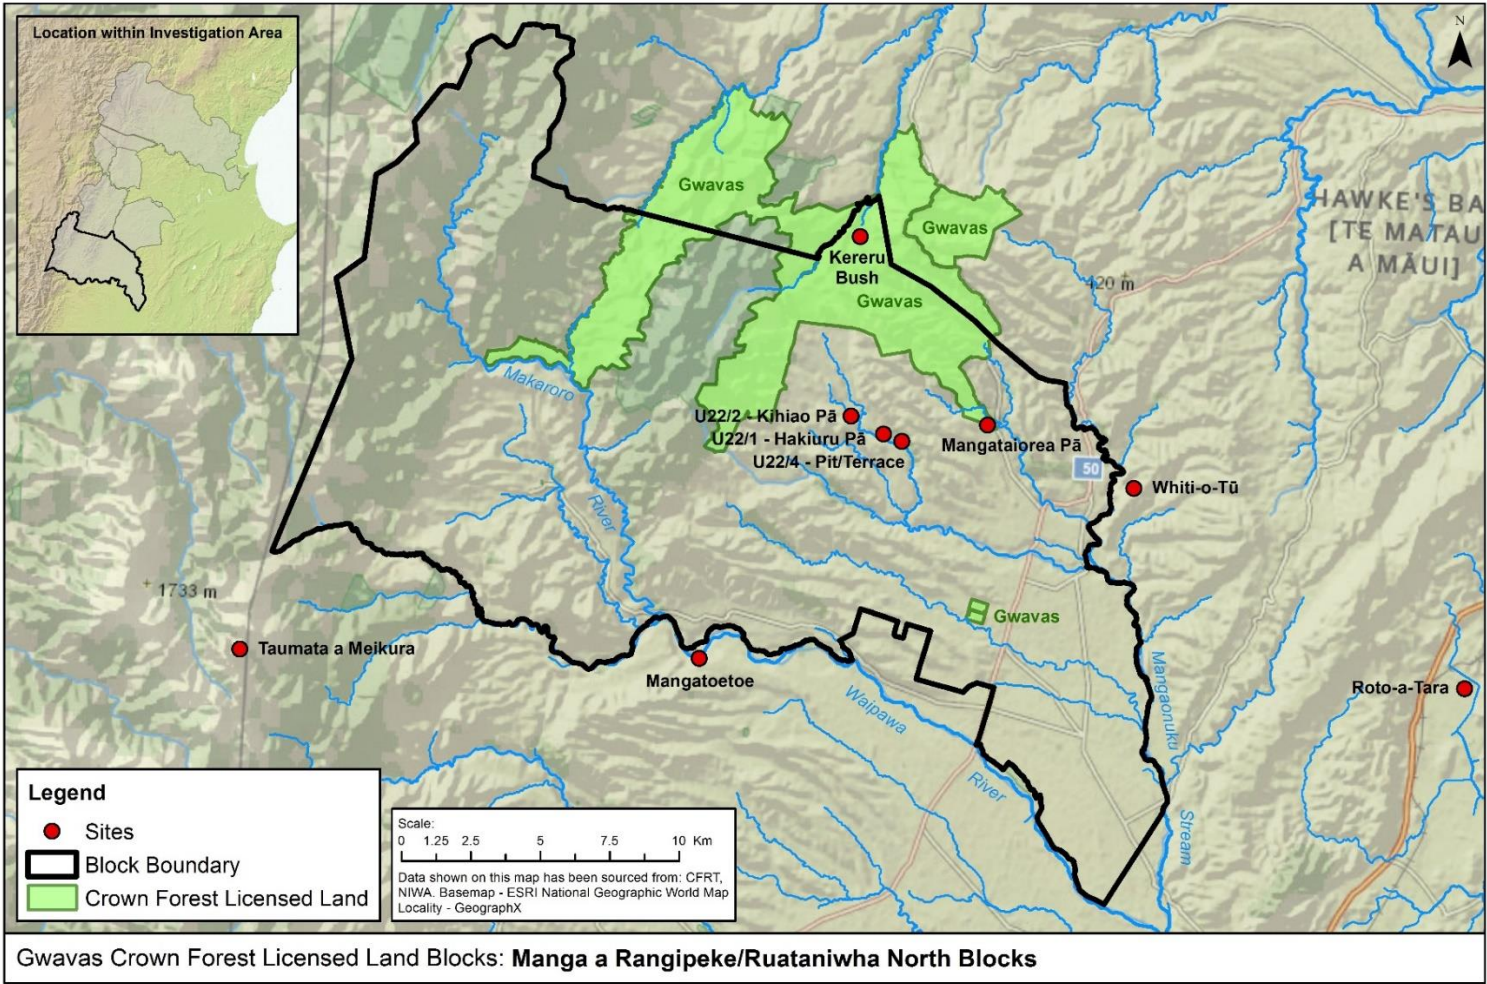 Location within Investigation Area
N
Gwavas
Gwavas
HAWKE'S BA
[TE MATAU
A MĀUI]
Kereru
Bush
Gwavas
420 m
Makaroro
River
U22/2 - Kihiao Pā
U22/1 - Hakiuru Pā
U22/4 - Pit/Terrace
Mangataiorea Pā
50
Whiti-o-Tū
1733 m
Gwavas
Taumata a Meikura
Mangatoetoe
Mangaonuku
Stream
Roto-a-Tara
Waipawa
River
Legend
Sites
Block Boundary
Crown Forest Licensed Land
Scale:
0 1.25 2.5 5 7.5 10 Km
Data shown on this map has been sourced from: CFRT,
NIWA. Basemap - ESRI National Geographic World Map
Locality - GeographX
Gwavas Crown Forest Licensed Land Blocks: Manga a Rangipeke/Ruataniwha North Blocks